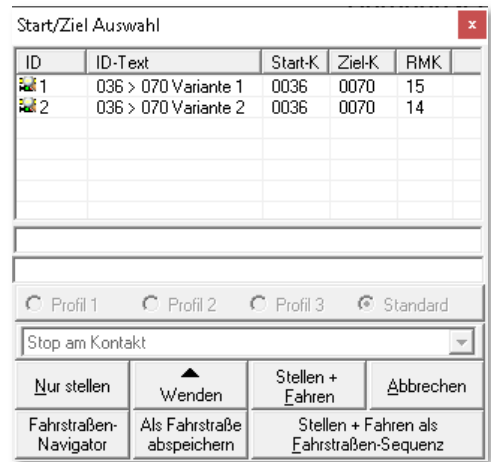 Start/Ziel Auswahl x
ID ID-Text Start-K Ziel-K RMK
1 036 > 070 Variante 1 0036 0070 15
2 036 > 070 Variante 2 0036 0070 14
Profil 1 Profil 2 Profil 3 Standard
Stop am Kontakt
Nur stellen Wenden Stellen + Fahren Abbrechen
Fahrstraßen-Navigator Als Fahrstraße abspeichern Stellen + Fahren als Fahrstraßen-Sequenz